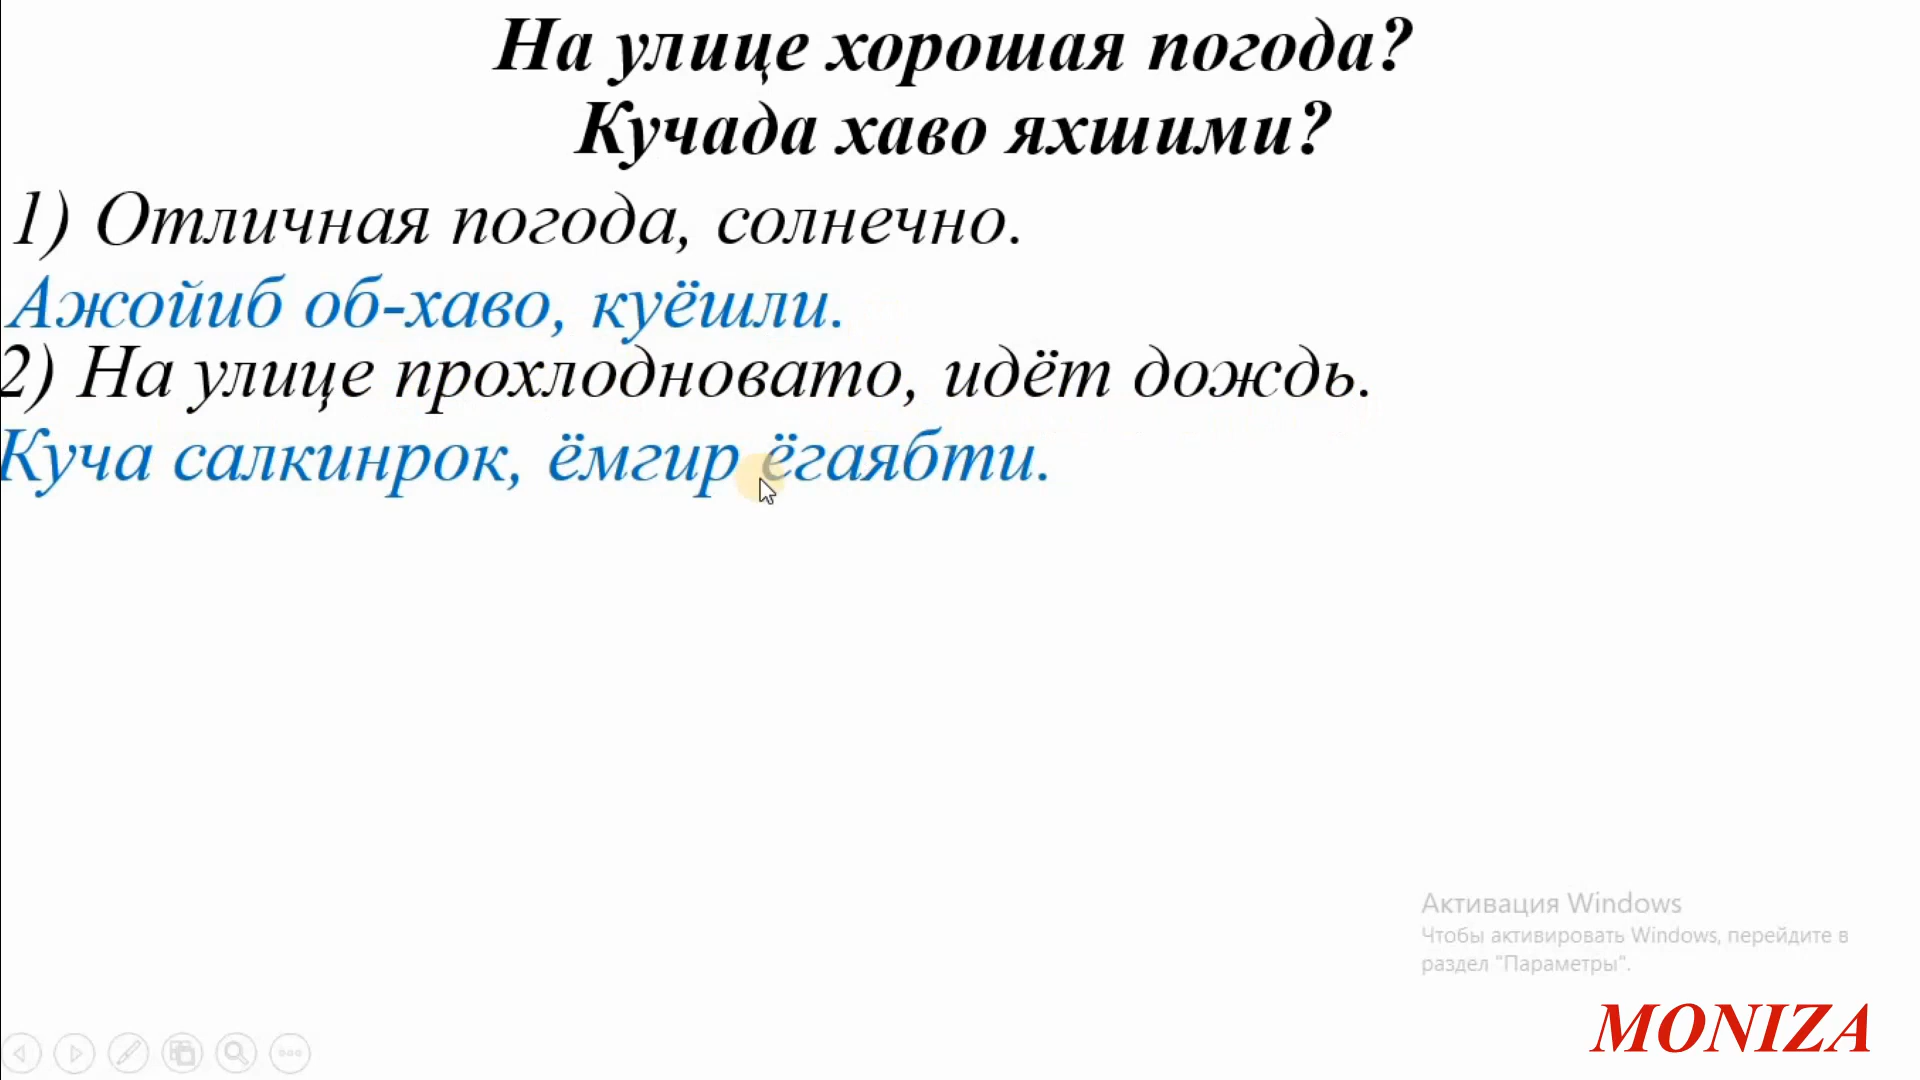 На улице хорошая погода?
Кучада хаво яхшими?
1) Отличная погода, солнечно.
Ажойиб об-хаво, куёшли.
2) На улице прохлодновато, идёт дождь.
Куча салкинрок, ёмгир ёгаябти.
Активация Windows
Чтобы активировать Windows, перейдите в
раздел "Параметры".
MONIZA